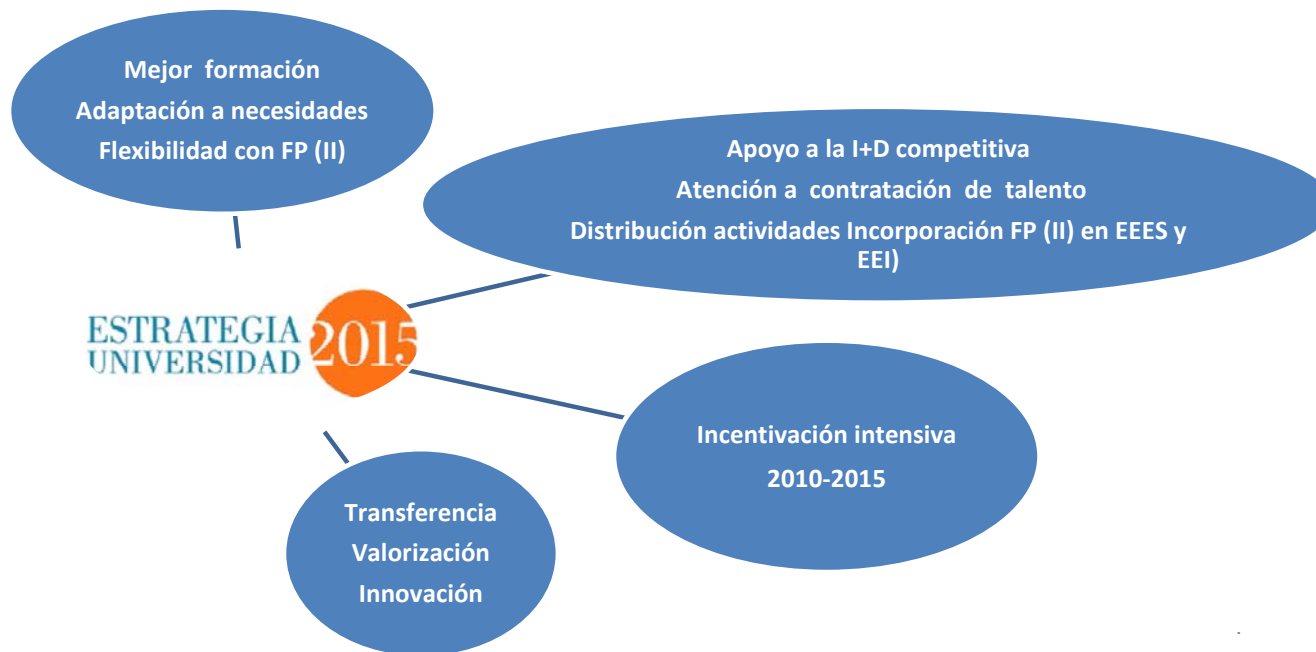 Mejor formación
Adaptación a necesidades
Flexibilidad con FP (II)
Apoyo a la I+D competitiva
Atención a contratación de talento
Distribución actividades Incorporación FP (II) en EEES y
EEI)
ESTRATEGIA
UNIVERSIDAD
2015
Incentivación intensiva
2010-2015
Transferencia
Valorización
Innovación